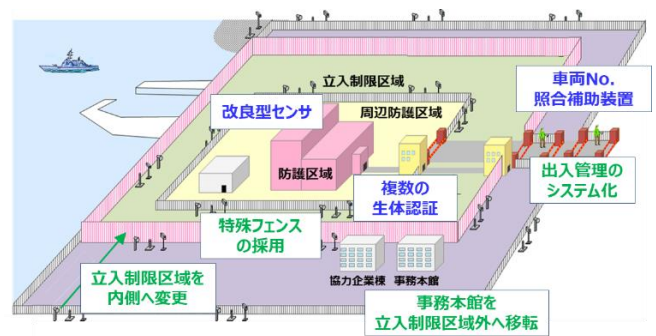 立入制限区域
車両No.
照合補助装置
改良型センサ
周辺防護区域
防護区域
複数の
生体認証
出入管理の
システム化
特殊フェンス
の採用
立入制限区域を
内側へ変更
協力企業棟
事務本館
事務本館を
立入制限区域外へ移転